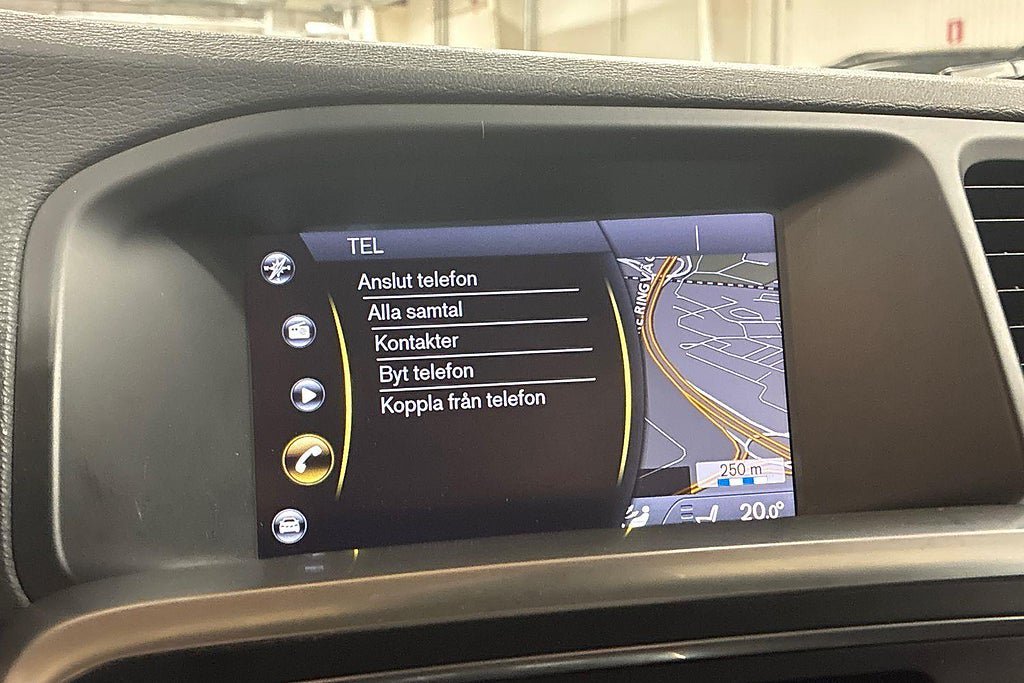 TEL
Anslut telefon
Alla samtal
Kontakter
Byt telefon
Koppla från telefon
250 m
20.0°